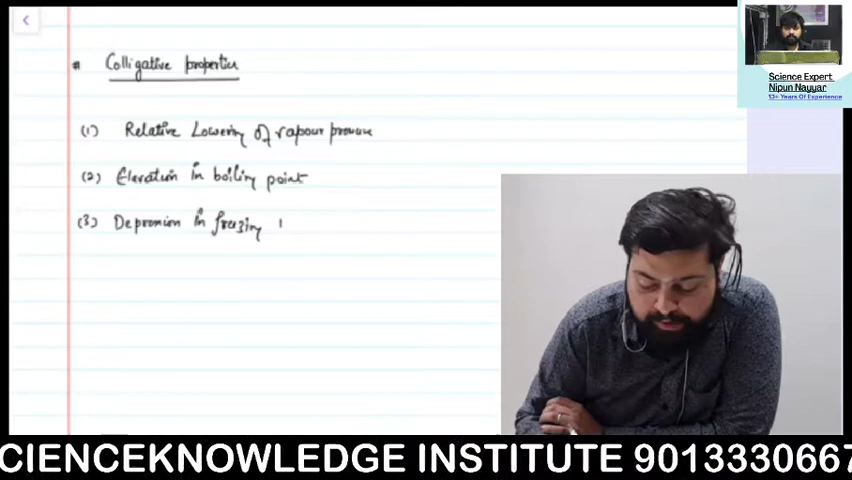 Colligative properties
(1) Relative Lowering of vapour pressure
(2) Elevation in boiling point
(3) Depression in freezing
Science Expert
Nipun Nayyar
13+ Years Of Experience
CIENCEKNOWLEDGE INSTITUTE 9013330667